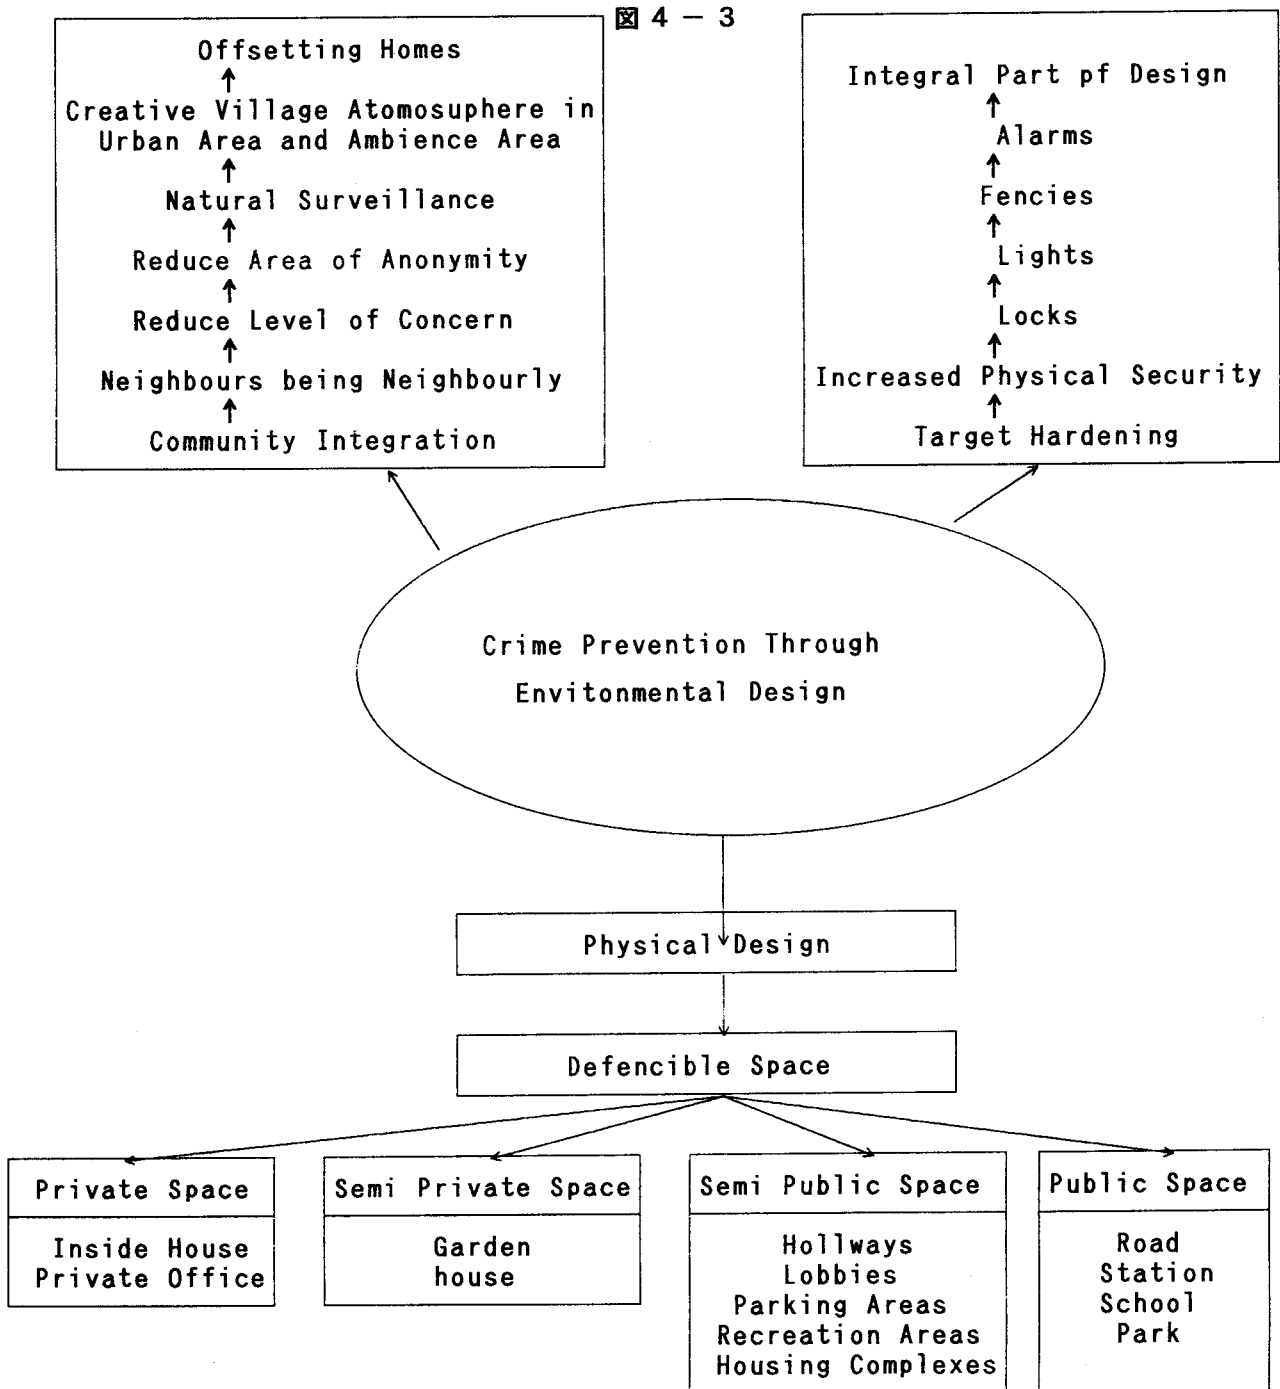 図 4 － 3
Offsetting Homes
Creative Village Atomosuphere in
Urban Area and Ambience Area
Natural Surveillance
Reduce Area of Anonymity
Reduce Level of Concern
Neighbours being Neighbourly
Community Integration
Integral Part pf Design
Alarms
Fencies
Lights
Locks
Increased Physical Security
Target Hardening
Crime Prevention Through
Envitonmental Design
Physical Design
Defencible Space
Private Space
Inside House
Private Office
Semi Private Space
Garden
house
Semi Public Space
Hollways
Lobbies
Parking Areas
Recreation Areas
Housing Complexes
Public Space
Road
Station
School
Park